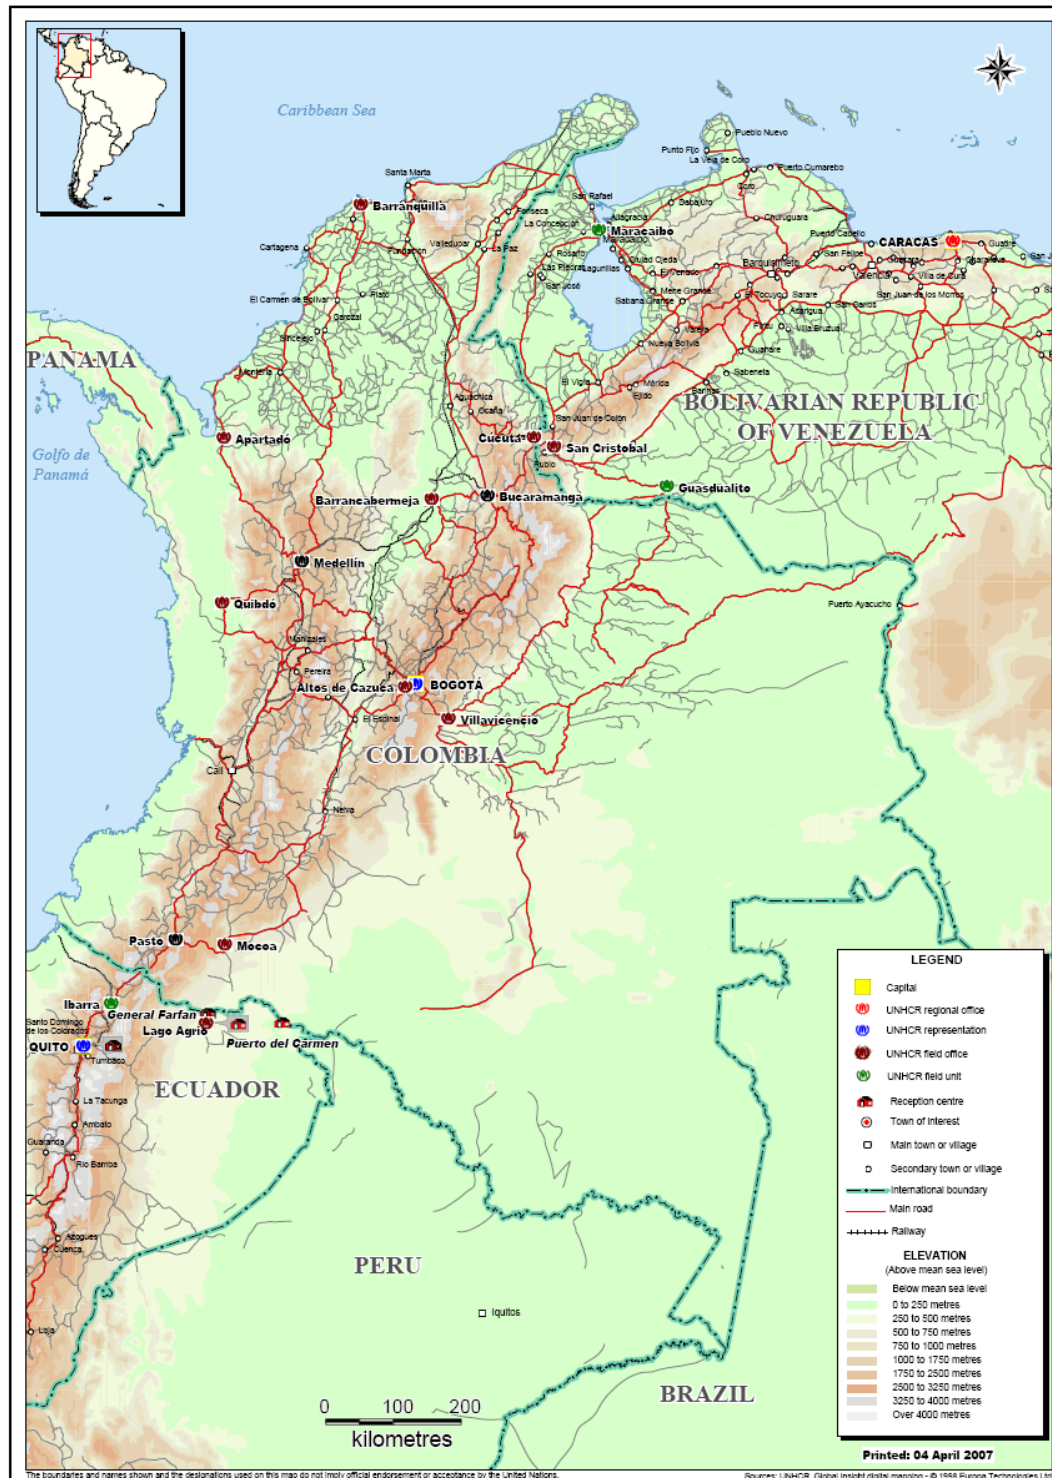 Caribbean Sea
Pueblo Nuevo
Punto Fijo
La Vela de Coro
Puerto Cumarebo
Coro
Santa Marta
San Rafael
Dabajuro
Barranquilla
Fonseca
Altagracia
Churuguara
La Concepción
Maracaibo
Maracaibo
Puerto Cabello
CARACAS
Guatire
Cartagena
Fundación
Valledupar
La Paz
Rosario
Ciudad Ojeda
Barquisimeto
San Felipe
Las Piedras
Lagunillas
El Venado
Valencia
Villa de Cura
San José
Mene Grande
El Carmen de Bolívar
Plato
Sabana Grande
El Tocuyo
Sarare
San Carlos
San Juan de los Morros
Corozal
Acarigua
Sincelejo
Valera
Piritu
Villa Bruzual
PANAMA
Nueva Bolivia
Guanare
Montería
El Vigía
Mérida
Sabaneta
Ejido
Barinas
Aguachica
Ocaña
BOLIVARIAN REPUBLIC
OF VENEZUELA
San Juan de Colón
Apartadó
Cucutá
San Cristobal
Rubio
Golfo de
Panamá
Guasdualito
Barrancabermeja
Bucaramanga
Medellín
Quibdó
Puerto Ayacucho
Manizales
Pereira
Altos de Cazuca
BOGOTÁ
El Espinal
Villavicencio
COLOMBIA
Cali
Neiva
Pasto
Mocoa
Ibarra
General Farfan
Santo Domingo
de los Colorados
Lago Agrio
QUITO
Puerto del Cármen
Tumbaco
ECUADOR
La Tacunga
Ambato
Guaranda
Rio Bamba
Azogues
Cuenca
PERU
Iquitos
Loja
BRAZIL
0 100 200
kilometres
LEGEND
Capital
UNHCR regional office
UNHCR representation
UNHCR field office
UNHCR field unit
Reception centre
Town of interest
Main town or village
Secondary town or village
International boundary
Main road
Railway
ELEVATION
(Above mean sea level)
Below mean sea level
0 to 250 metres
250 to 500 metres
500 to 750 metres
750 to 1000 metres
1000 to 1750 metres
1750 to 2500 metres
2500 to 3250 metres
3250 to 4000 metres
Over 4000 metres
Printed: 04 April 2007
The boundaries and names shown and the designations used on this map do not imply official endorsement or acceptance by the United Nations.
Sources: UNHCR, Global Insight digital mapping - © 1998 Europa Technologies Ltd